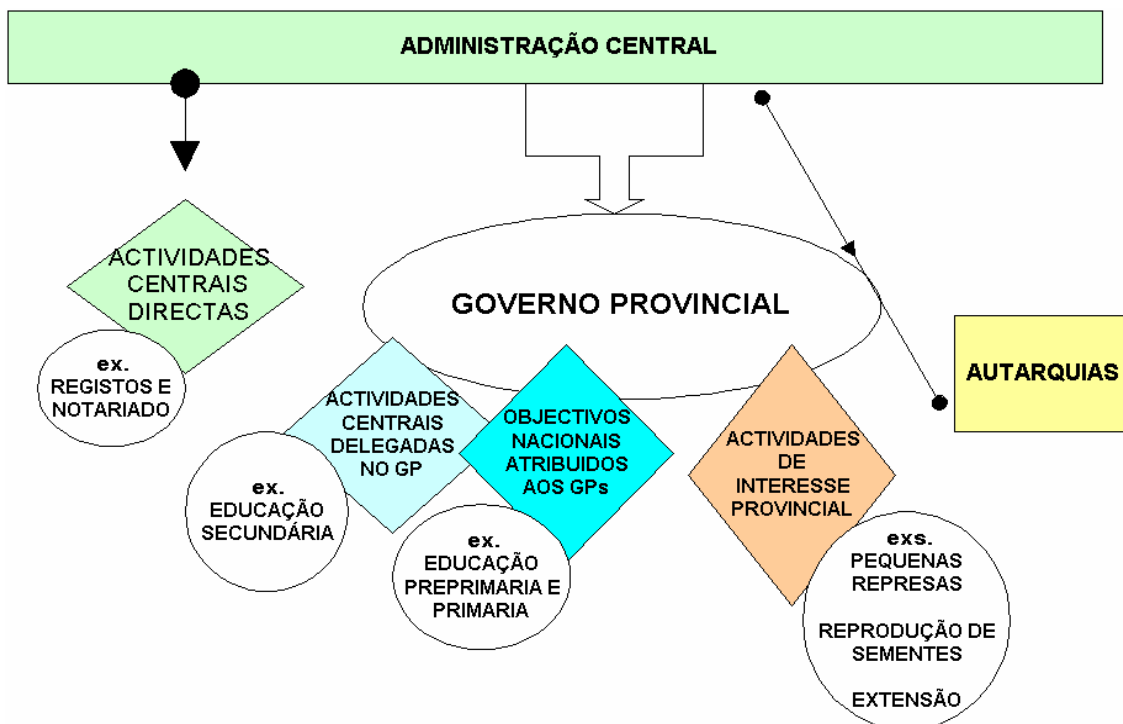 ADMINISTRAÇÃO CENTRAL
ACTIVIDADES
CENTRAIS
DIRECTAS
ex.
REGISTOS E
NOTARIADO
GOVERNO PROVINCIAL
AUTARQUIAS
ACTIVIDADES
CENTRAIS
DELEGADAS
NO GP
ex.
EDUCAÇÃO
SECUNDÁRIA
OBJECTIVOS
NACIONAIS
ATRIBUIDOS
AOS GPs
ex.
EDUCAÇÃO
PREPRIMARIA E
PRIMARIA
ACTIVIDADES
DE
INTERESSE
PROVINCIAL
exs.
PEQUENAS
REPRESAS
REPRODUÇÃO DE
SEMENTES
EXTENSÃO